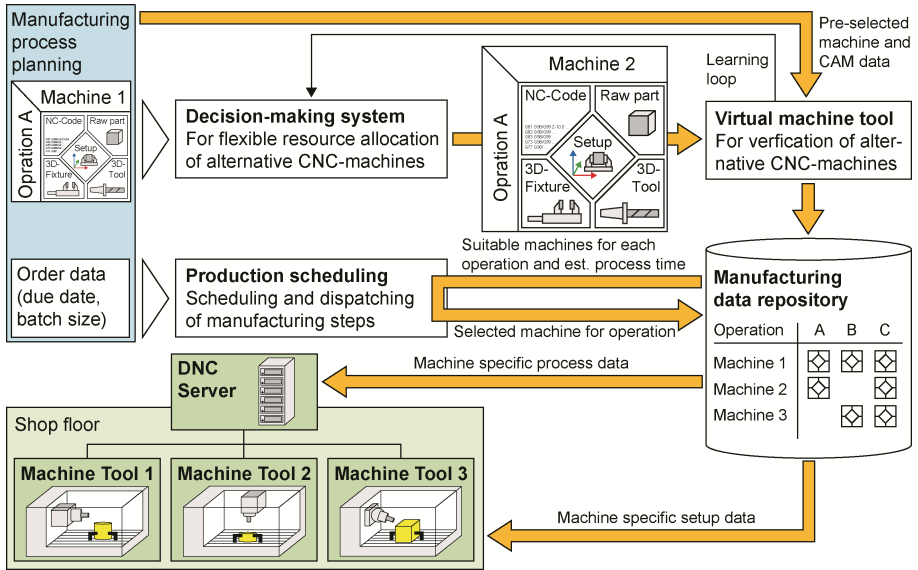 Manufacturing
process
planning
Opration A
Machine 1
NC-Code
Raw part
Setup
3D-
Fixture
3D-
Tool
Decision-making system
For flexible resource allocation
of alternative CNC-machines
Opration A
Machine 2
NC-Code
Raw part
Setup
3D-
Fixture
3D-
Tool
Learning
loop
Pre-selected
machine and
CAM data
Virtual machine tool
For verfication of alter-
native CNC-machines
Order data
(due date,
batch size)
Production scheduling
Scheduling and dispatching
of manufacturing steps
Suitable machines for each
operation and est. process time
Selected machine for operation
Manufacturing
data repository
Operation A B C
Machine 1
Machine 2
Machine 3
DNC
Server
Machine specific process data
Shop floor
Machine Tool 1
Machine Tool 2
Machine Tool 3
Machine specific setup data